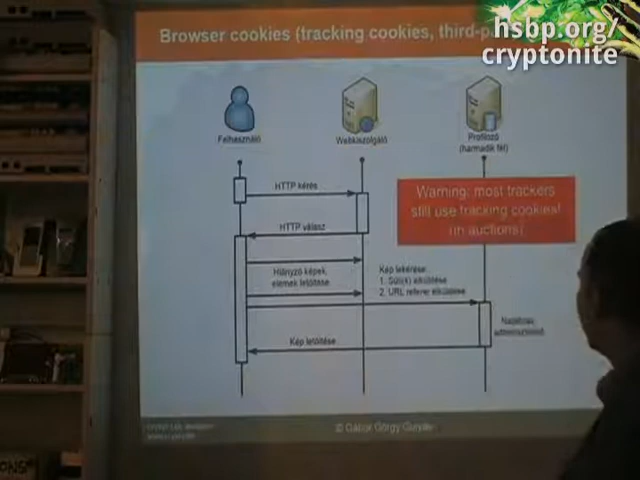 hsbp.org/
cryptonite
Browser cookies (tracking cookies, third-p
Felhasználó
Webkiszolgáló
Profilozó
(harmadik fél)
HTTP kérés
Warning: most trackers
still use tracking cookies!
(in auctions)
HTTP válasz
Hiányzó képek,
elemek letöltése
Kép lekérése:
1. Süti(k) elküldése
2. URL referer elküldése
Naplózás,
Kép letöltése
© Gábor György Gulyás